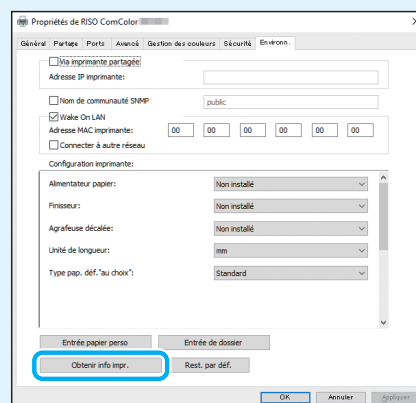 Propriétés de RISO ComColor
Général Partage Ports Avancé Gestion des couleurs Sécurité Environn.
Via imprimante partagée
Adresse IP imprimante:
Nom de communauté SNMP public
Wake On LAN
Adresse MAC imprimante: 00 00 00 00 00 00
Connecter à autre réseau
Configuration imprimante:
Alimentateur papier: Non installé
Finisseur: Non installé
Agrafeuse décalée: Non installé
Unité de longueur: mm
Type pap. déf."au choix": Standard
Entrée papier perso Entrée de dossier
Obtenir info impr. Rest. par déf.
OK Annuler Appliquer